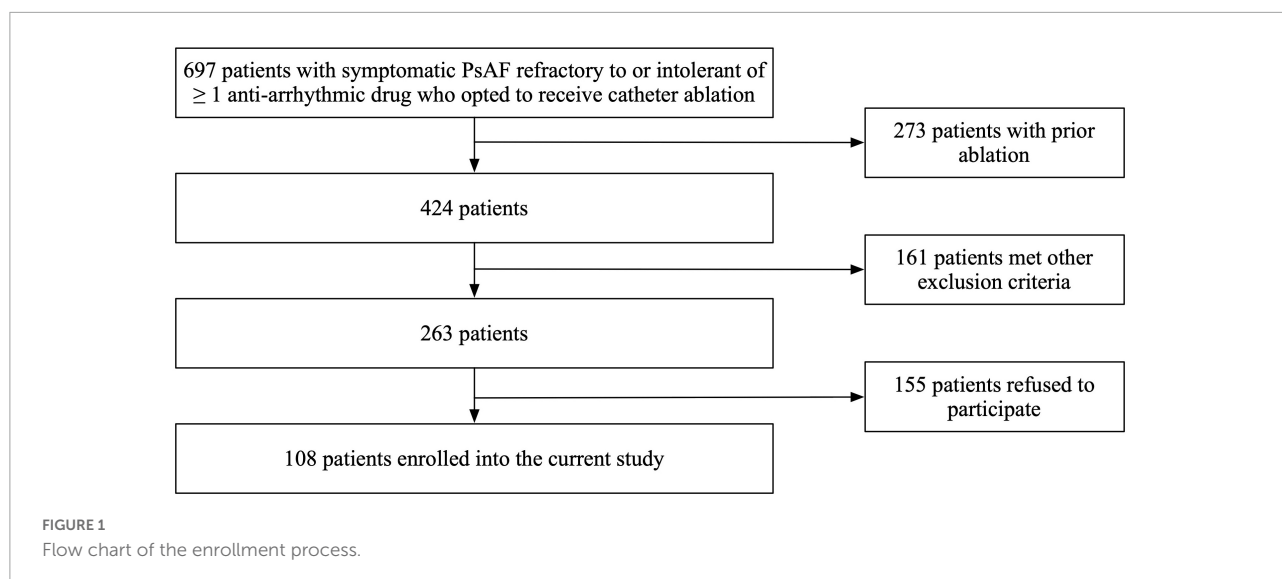 697 patients with symptomatic PsAF refractory to or intolerant of
≥ 1 anti-arrhythmic drug who opted to receive catheter ablation
273 patients with prior
ablation
424 patients
161 patients met other
exclusion criteria
263 patients
155 patients refused to
participate
108 patients enrolled into the current study
FIGURE 1
Flow chart of the enrollment process.